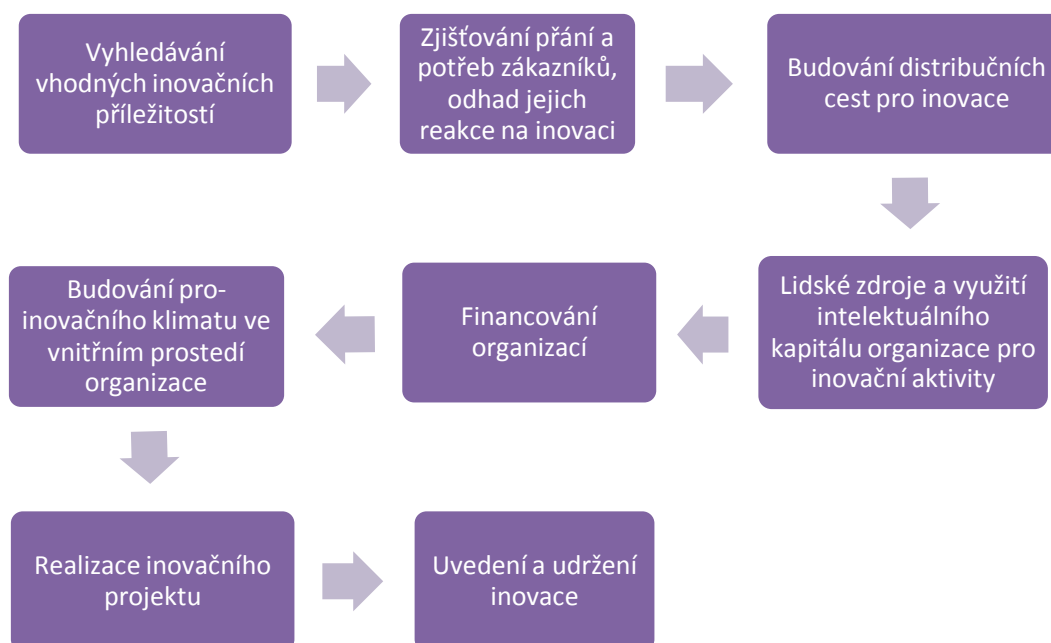 Vyhledávání
vhodných inovačních
příležitostí
Zjišťování přání a
potřeb zákazníků,
odhad jejich
reakce na inovaci
Budování distribučních
cest pro inovace
Lidské zdroje a využití
intelektuálního
kapitálu organizace pro
inovační aktivity
Financování
organizací
Budování pro-
inovačního klimatu ve
vnitřním prostedí
organizace
Realizace inovačního
projektu
Uvedení a udržení
inovace